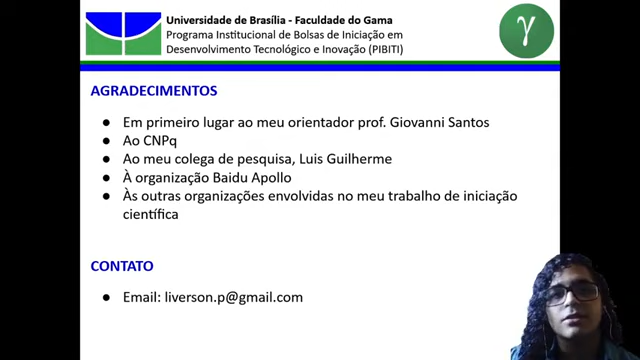 Universidade de Brasília - Faculdade do Gama
Programa Institucional de Bolsas de Iniciação em
Desenvolvimento Tecnológico e Inovação (PIBITI)
γ
AGRADECIMENTOS
● Em primeiro lugar ao meu orientador prof. Giovanni Santos
● Ao CNPq
● Ao meu colega de pesquisa, Luis Guilherme
● À organização Baidu Apollo
● Às outras organizações envolvidas no meu trabalho de iniciação
científica
CONTATO
● Email: liverson.p@gmail.com